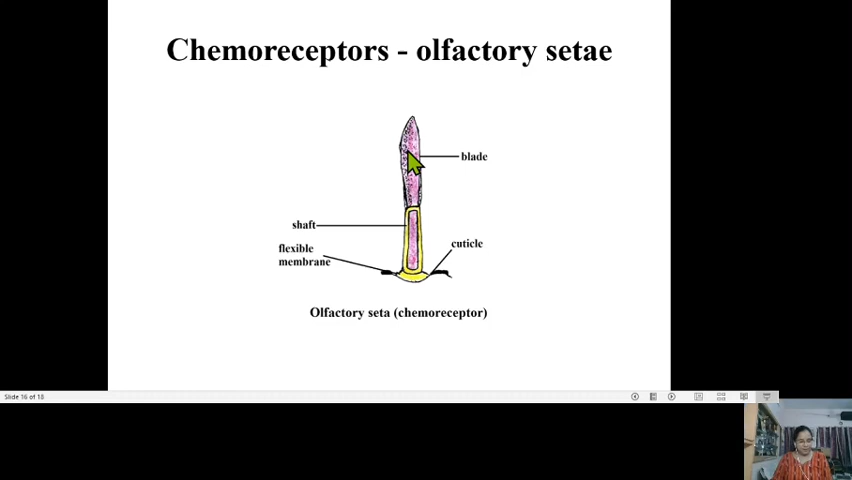 Chemoreceptors - olfactory setae
blade
shaft
flexible
membrane
cuticle
Olfactory seta (chemoreceptor)
Slide 16 of 18